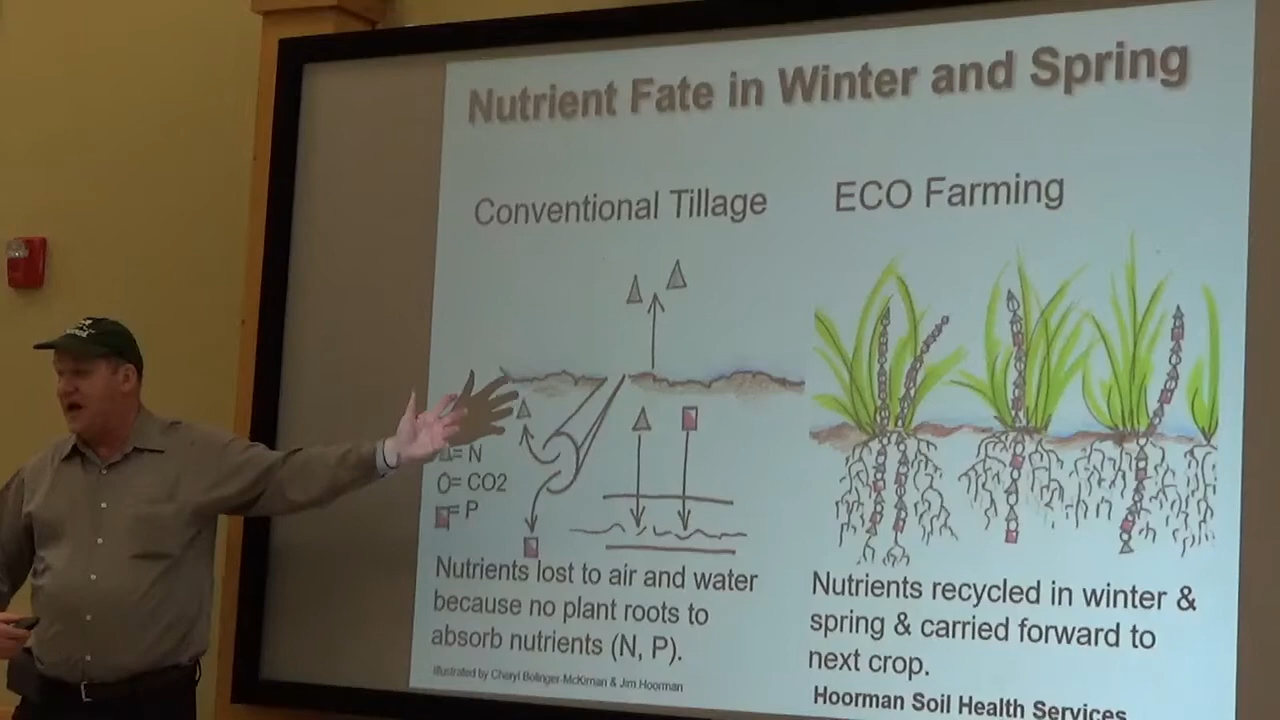 Nutrient Fate in Winter and Spring
Conventional Tillage
ECO Farming
= N
O= CO2
= P
Nutrients lost to air and water
because no plant roots to
absorb nutrients (N, P).
Illustrated by Cheryl Bolinger-McKirnan & Jim Hoorman
Nutrients recycled in winter &
spring & carried forward to
next crop.
Hoorman Soil Health Services